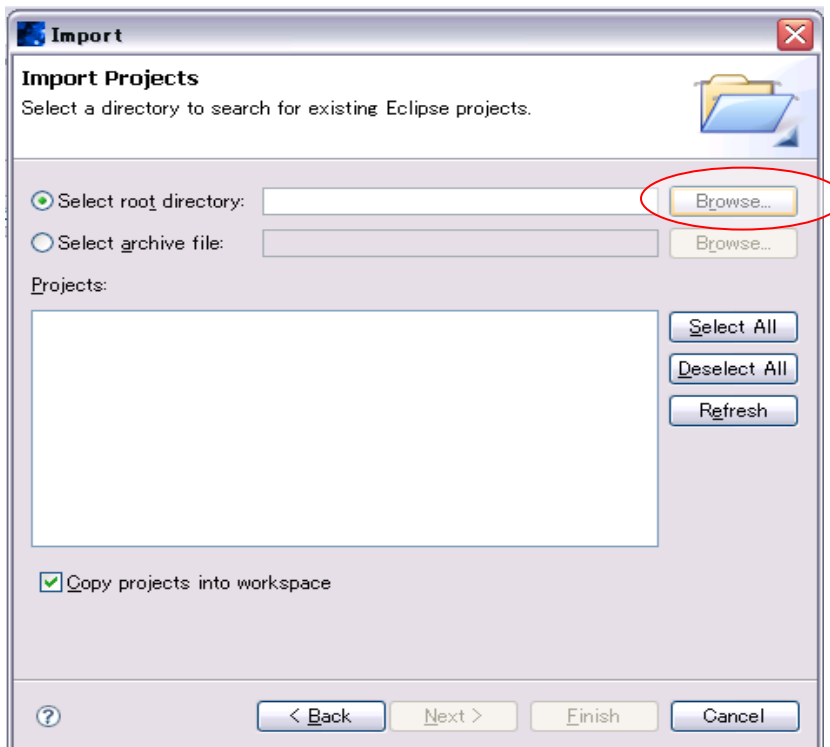 Import
Import Projects
Select a directory to search for existing Eclipse projects.
Select root directory:
Browse...
Select archive file:
Browse...
Projects:
Select All
Deselect All
Refresh
Copy projects into workspace
?
< Back
Next >
Finish
Cancel